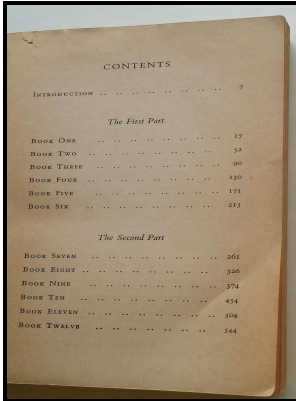 CONTENTS
INTRODUCTION .. .. .. .. .. .. .. 7
The First Part
BOOK ONE .. .. .. .. .. .. .. 17
BOOK TWO .. .. .. .. .. .. .. 52
BOOK THREE .. .. .. .. .. .. .. 90
BOOK FOUR .. .. .. .. .. .. .. 130
BOOK FIVE .. .. .. .. .. .. .. 171
BOOK SIX .. .. .. .. .. .. .. 213
The Second Part
BOOK SEVEN .. .. .. .. .. .. .. 261
BOOK EIGHT .. .. .. .. .. .. .. 326
BOOK NINE .. .. .. .. .. .. .. 374
BOOK TEN .. .. .. .. .. .. .. 454
BOOK ELEVEN .. .. .. .. .. .. .. 504
BOOK TWELVE .. .. .. .. .. .. 544